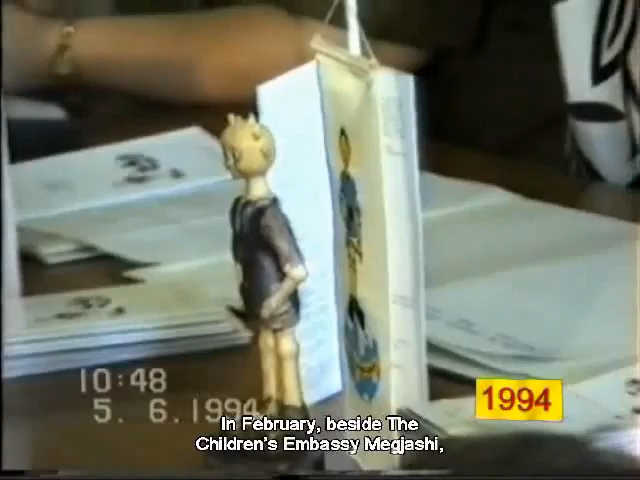 10:48
5. 6.1994
1994
In February, beside The
Children's Embassy Megjashi,